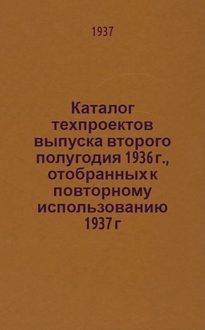 1937
Каталог
техпроектов
выпуска второго
полугодия 1936 г.,
отобранных к
повторному
использованию
1937 г